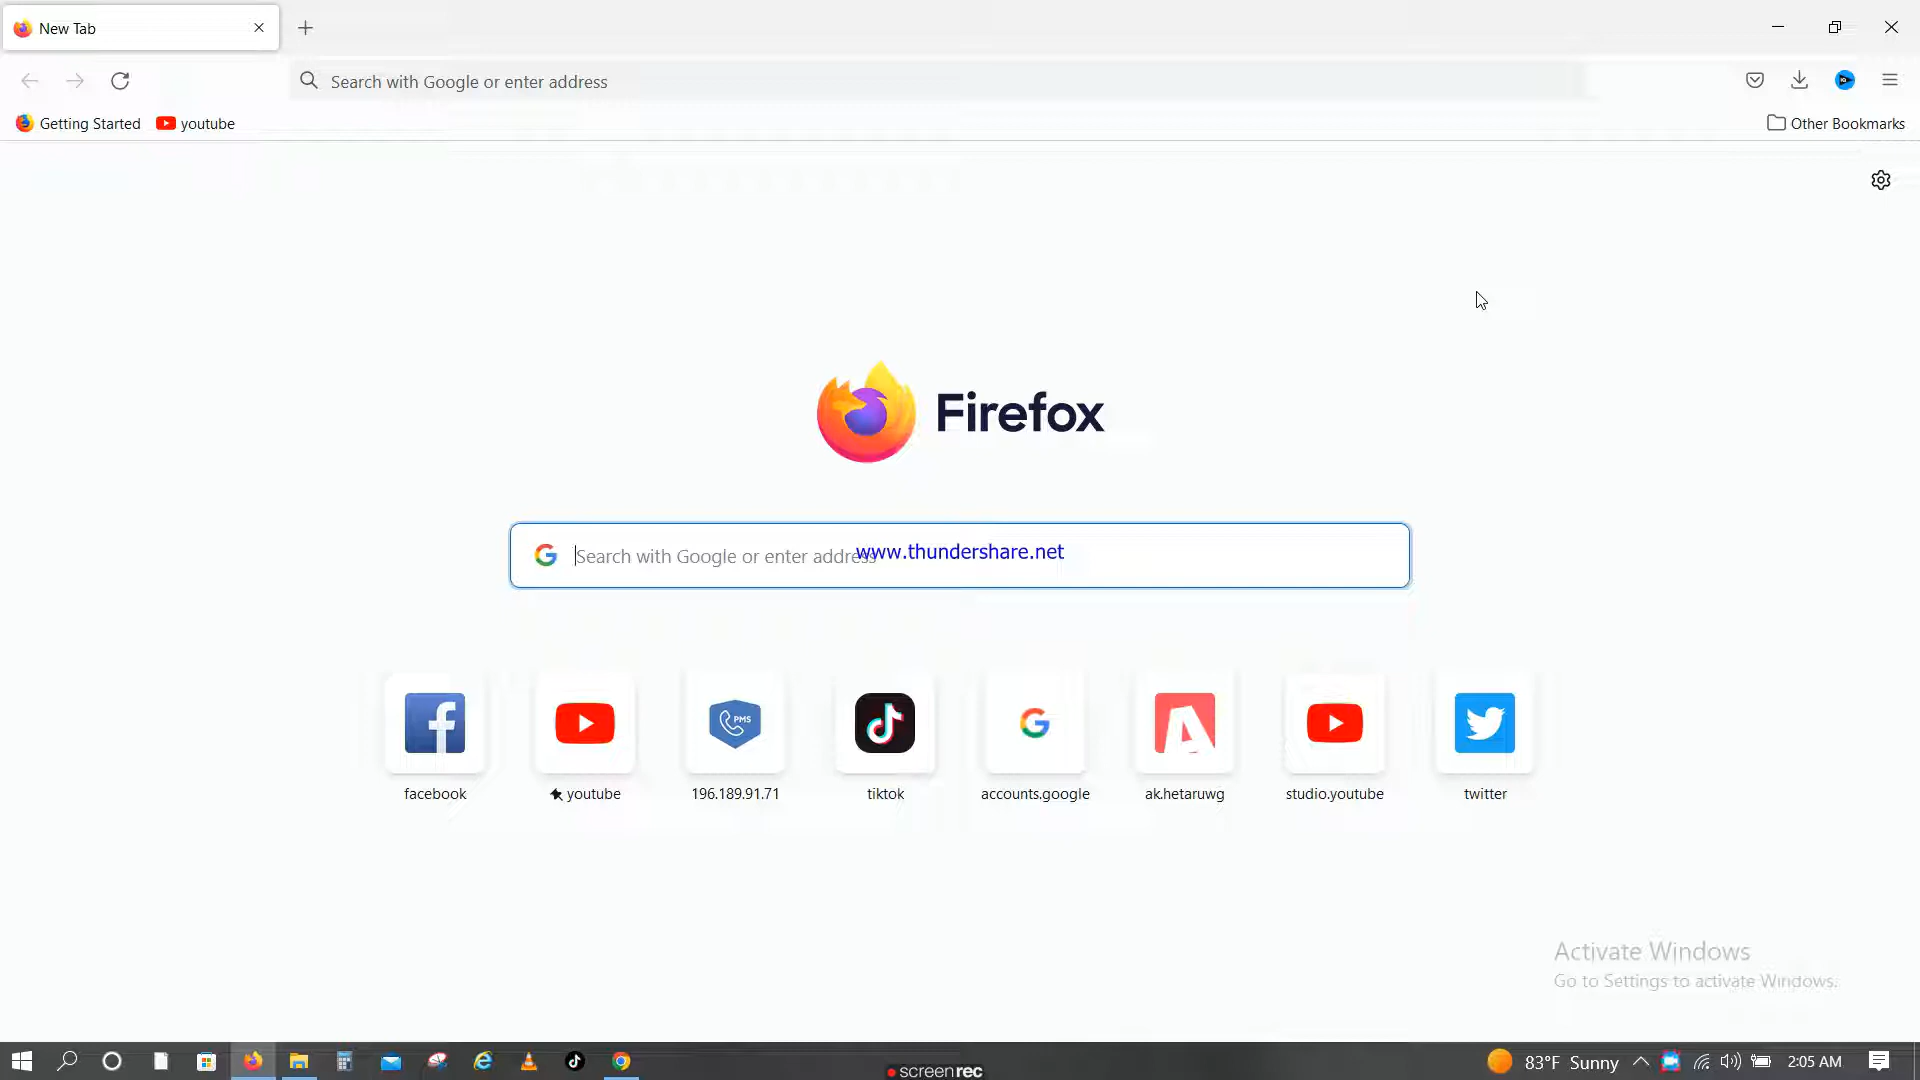 New Tab
Search with Google or enter address
Getting Started
youtube
Other Bookmarks
Firefox
Search with Google or enter address
www.thundershare.net
PMS
facebook
youtube
196.189.91.71
tiktok
accounts.google
ak.hetaruwg
studio.youtube
twitter
Activate Windows
Go to Settings to activate Windows.
screenrec
83°F Sunny
2:05 AM